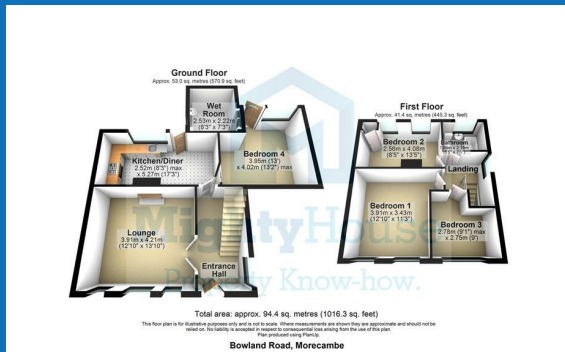 Ground Floor
Approx. 53.0 sq. metres (570.9 sq. feet)
Wet
Room
2.53m x 2.22m
(8'3" x 7'3")
Kitchen/Diner
2.52m (8'3") max
x 5.27m (17'3")
Bedroom 4
3.95m (13')
x 4.02m (13'2") max
Lounge
3.91m x 4.21m
(12'10" x 13'10")
Entrance
Hall
First Floor
Approx. 41.4 sq. metres (445.3 sq. feet)
Bedroom 2
2.56m x 4.08m
(8'5" x 13'5")
Bathroom
Landing
Bedroom 1
3.91m x 3.43m
(12'10" x 11'3")
Bedroom 3
2.78m (9'1") max
x 2.75m (9')
MightyHouse
Property Know-how.
Total area: approx. 94.4 sq. metres (1016.3 sq. feet)
This floor plan is for illustrative purposes only and is not to scale. Where measurements are shown they are approximate and should not be
relied on. No liability is accepted in respect to consequential loss arising from the use of this plan.
Plan produced using PlanUp.
Bowland Road, Morecambe